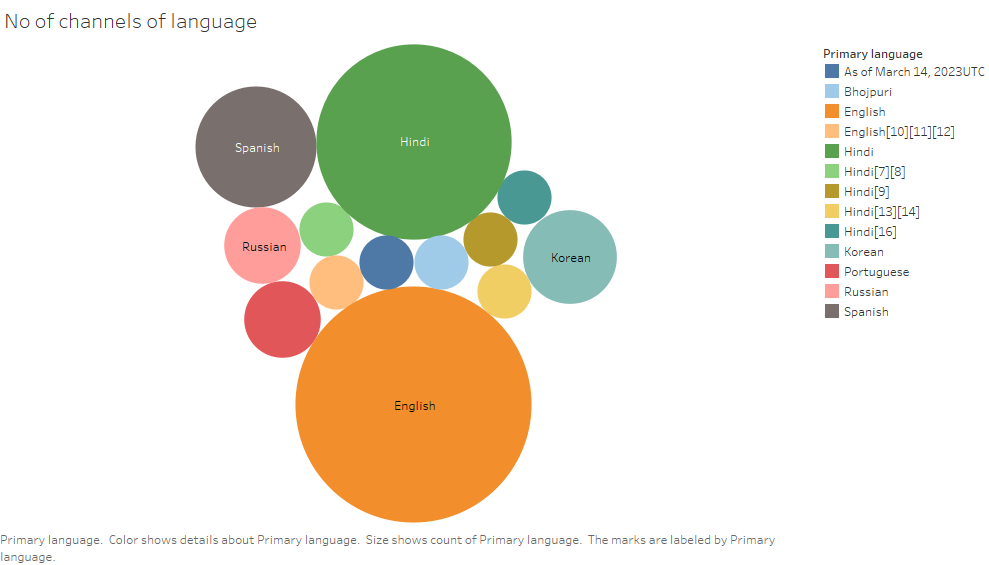 No of channels of language
Hindi
Spanish
Russian
Korean
English
Primary language
As of March 14, 2023UTC
Bhojpuri
English
English[10][11][12]
Hindi
Hindi[7][8]
Hindi[9]
Hindi[13][14]
Hindi[16]
Korean
Portuguese
Russian
Spanish
Primary language.  Color shows details about Primary language.  Size shows count of Primary language.  The marks are labeled by Primary
language.